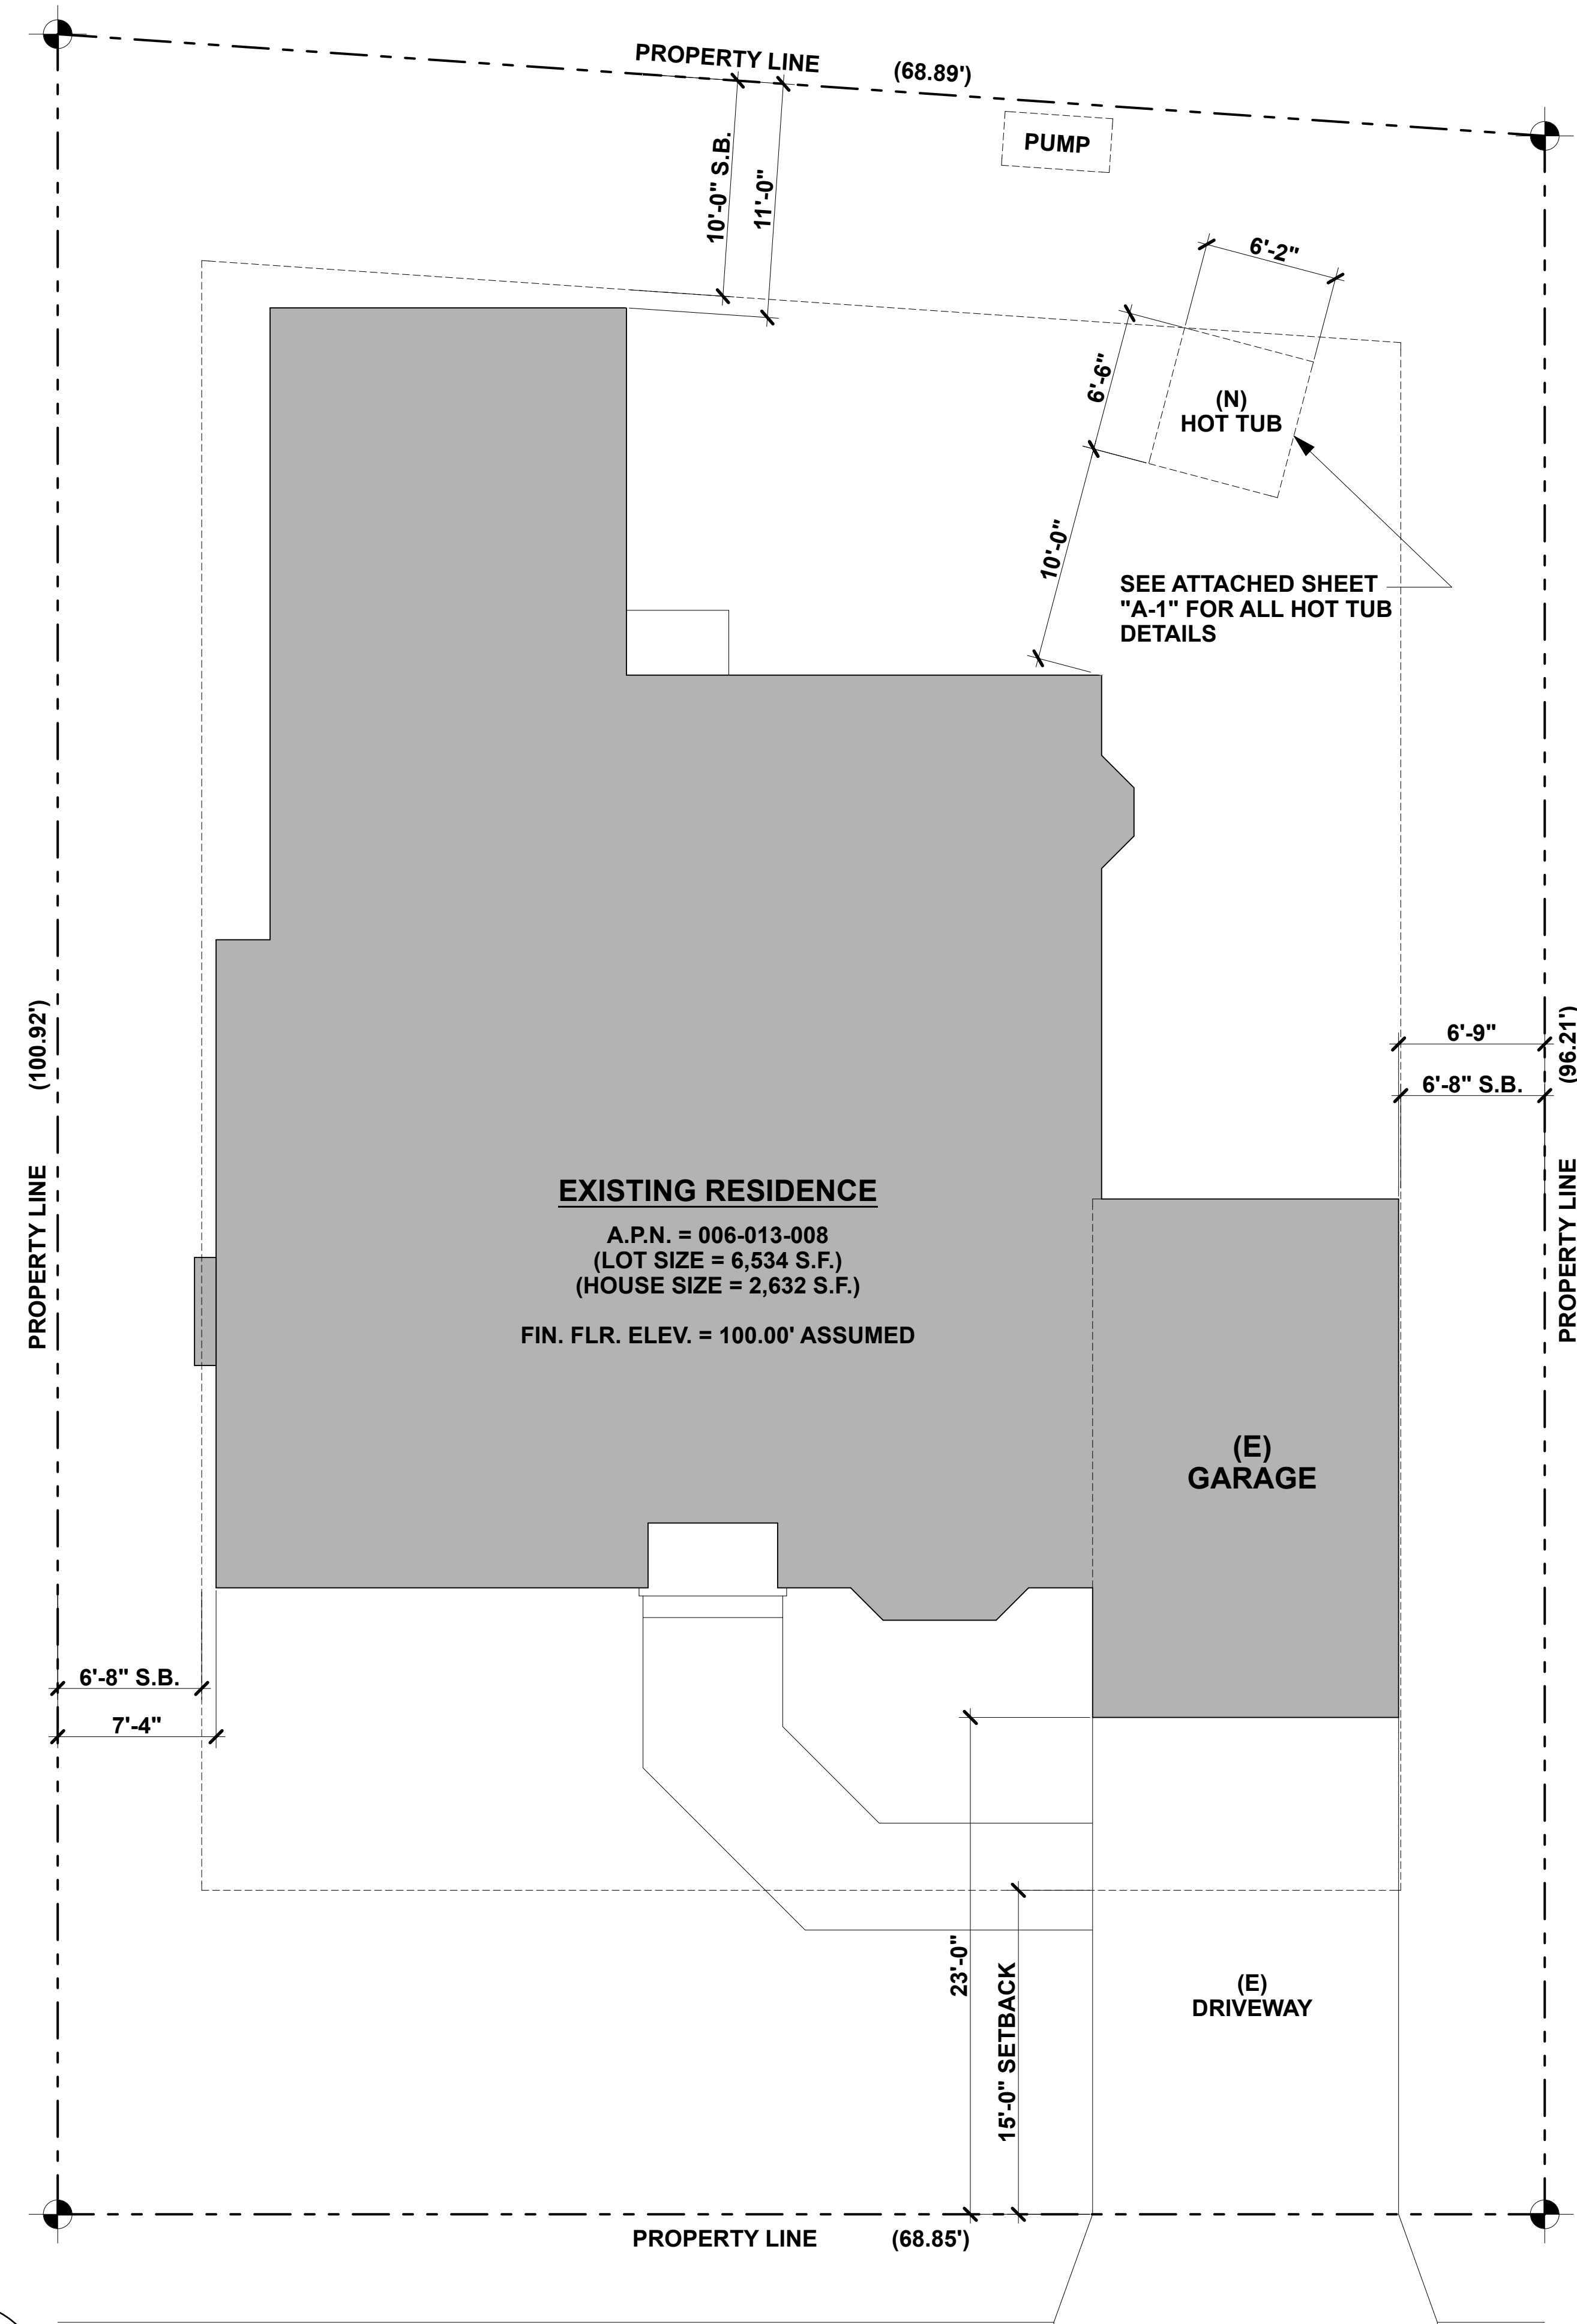 PROPERTY LINE (68.89')
PUMP
10'-0" S.B.
11'-0"
6'-2"
6'-6"
(N)
HOT TUB
10'-0"
SEE ATTACHED SHEET
"A-1" FOR ALL HOT TUB
DETAILS
PROPERTY LINE (100.92')
6'-9"
6'-8" S.B.
PROPERTY LINE (96.21')
EXISTING RESIDENCE
A.P.N. = 006-013-008
(LOT SIZE = 6,534 S.F.)
(HOUSE SIZE = 2,632 S.F.)
FIN. FLR. ELEV. = 100.00' ASSUMED
(E)
GARAGE
6'-8" S.B.
7'-4"
23'-0"
15'-0" SETBACK
(E)
DRIVEWAY
PROPERTY LINE (68.85')